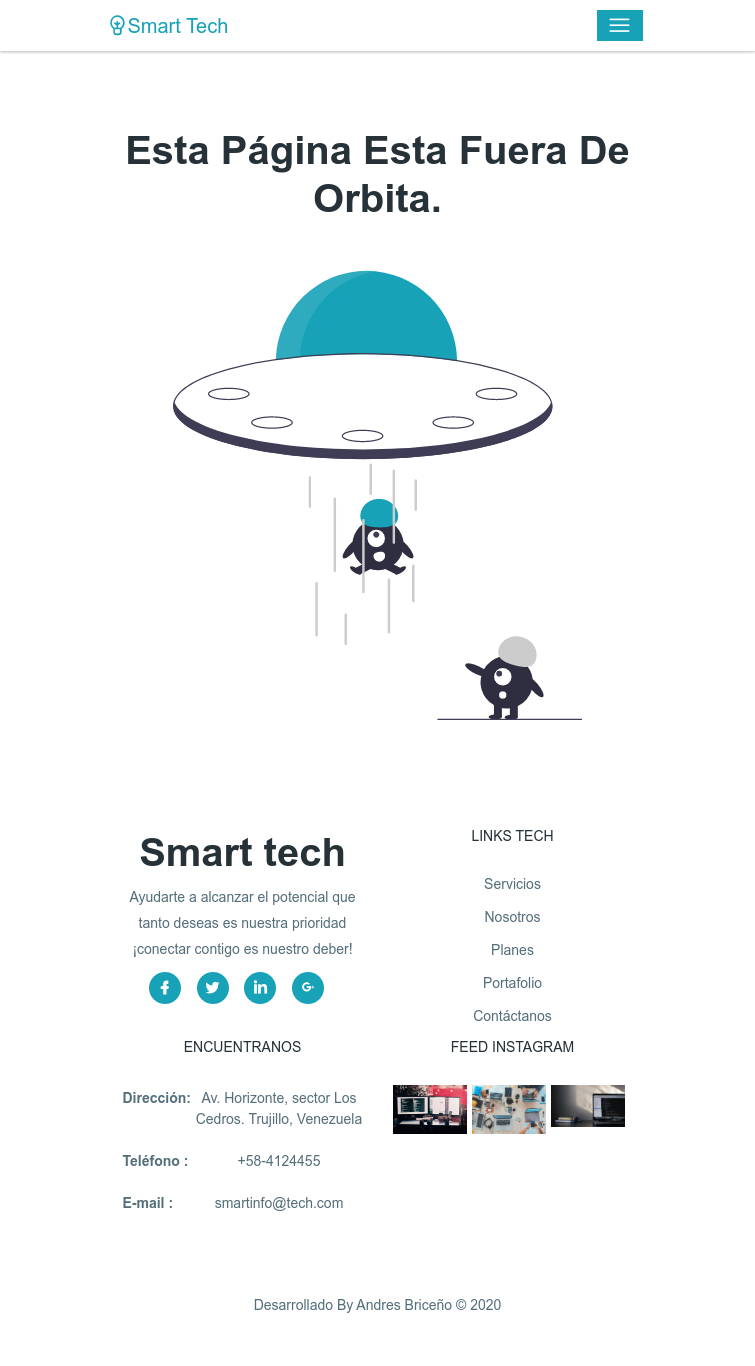 Smart Tech
Esta Página Esta Fuera De
Orbita.
Smart tech
Ayudarte a alcanzar el potencial que
tanto deseas es nuestra prioridad
¡conectar contigo es nuestro deber!
LINKS TECH
Servicios
Nosotros
Planes
Portafolio
Contáctanos
ENCUENTRANOS
Dirección: Av. Horizonte, sector Los
Cedros. Trujillo, Venezuela
Teléfono : +58-4124455
E-mail : smartinfo@tech.com
FEED INSTAGRAM
Desarrollado By Andres Briceño © 2020